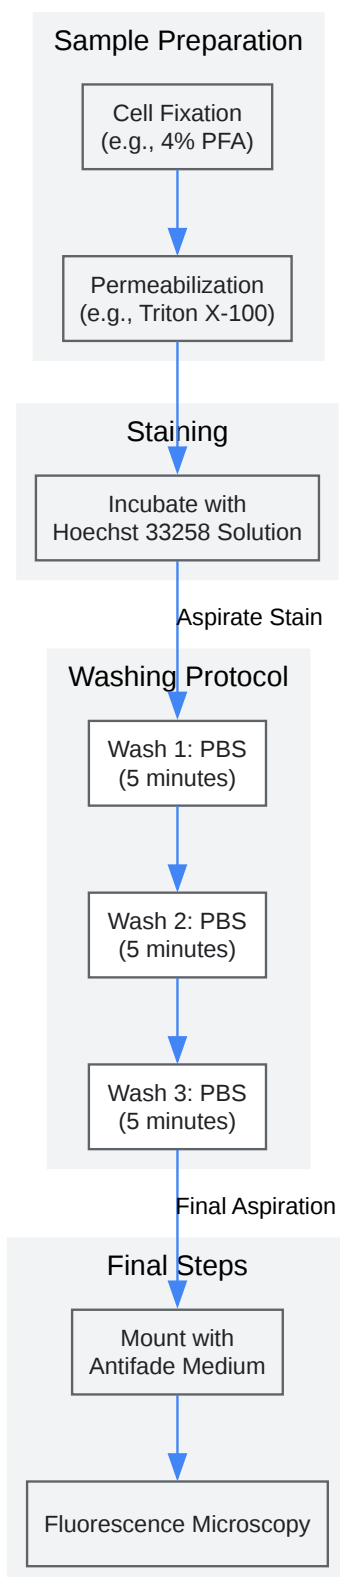 Sample Preparation
Cell Fixation
(e.g., 4% PFA)
Permeabilization
(e.g., Triton X-100)
Staining
Incubate with
Hoechst 33258 Solution
Aspirate Stain
Washing Protocol
Wash 1: PBS
(5 minutes)
Wash 2: PBS
(5 minutes)
Wash 3: PBS
(5 minutes)
Final Aspiration
Final Steps
Mount with
Antifade Medium
Fluorescence Microscopy